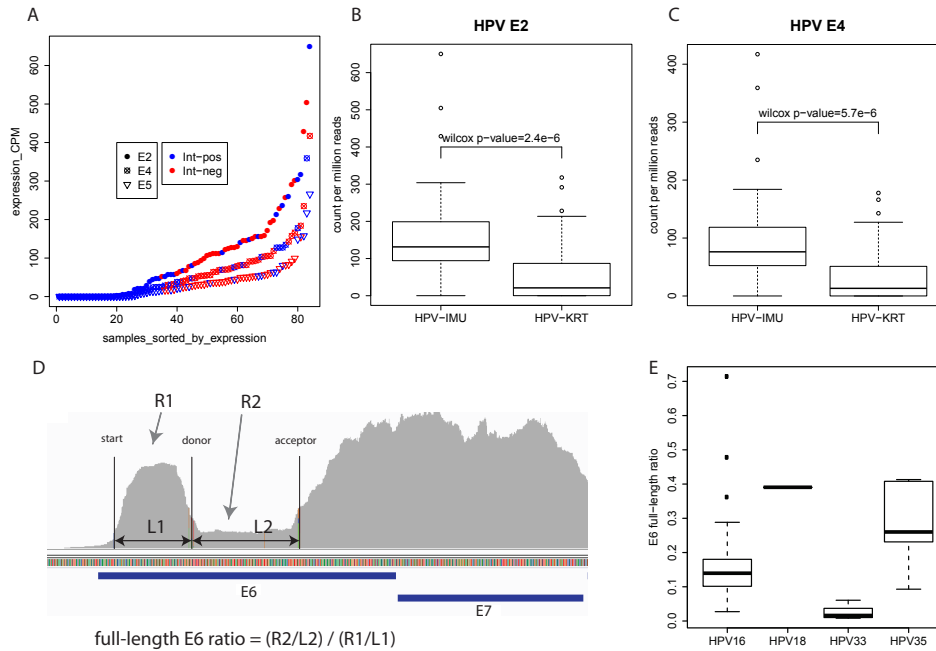 A
expression_CPM
0
100
200
300
400
500
600
E2
E4
E5
Int-pos
Int-neg
0
20
40
60
80
samples_sorted_by_expression
B
HPV E2
count per million reads
0
100
200
300
400
500
600
wilcox p-value=2.4e-6
HPV-IMU
HPV-KRT
C
HPV E4
count per million reads
0
100
200
300
400
wilcox p-value=5.7e-6
HPV-IMU
HPV-KRT
D
R1
R2
start
donor
acceptor
L1
L2
E6
E7
full-length E6 ratio = (R2/L2) / (R1/L1)
E
E6 full-length ratio
0.0
0.1
0.2
0.3
0.4
0.5
0.6
0.7
HPV16
HPV18
HPV33
HPV35